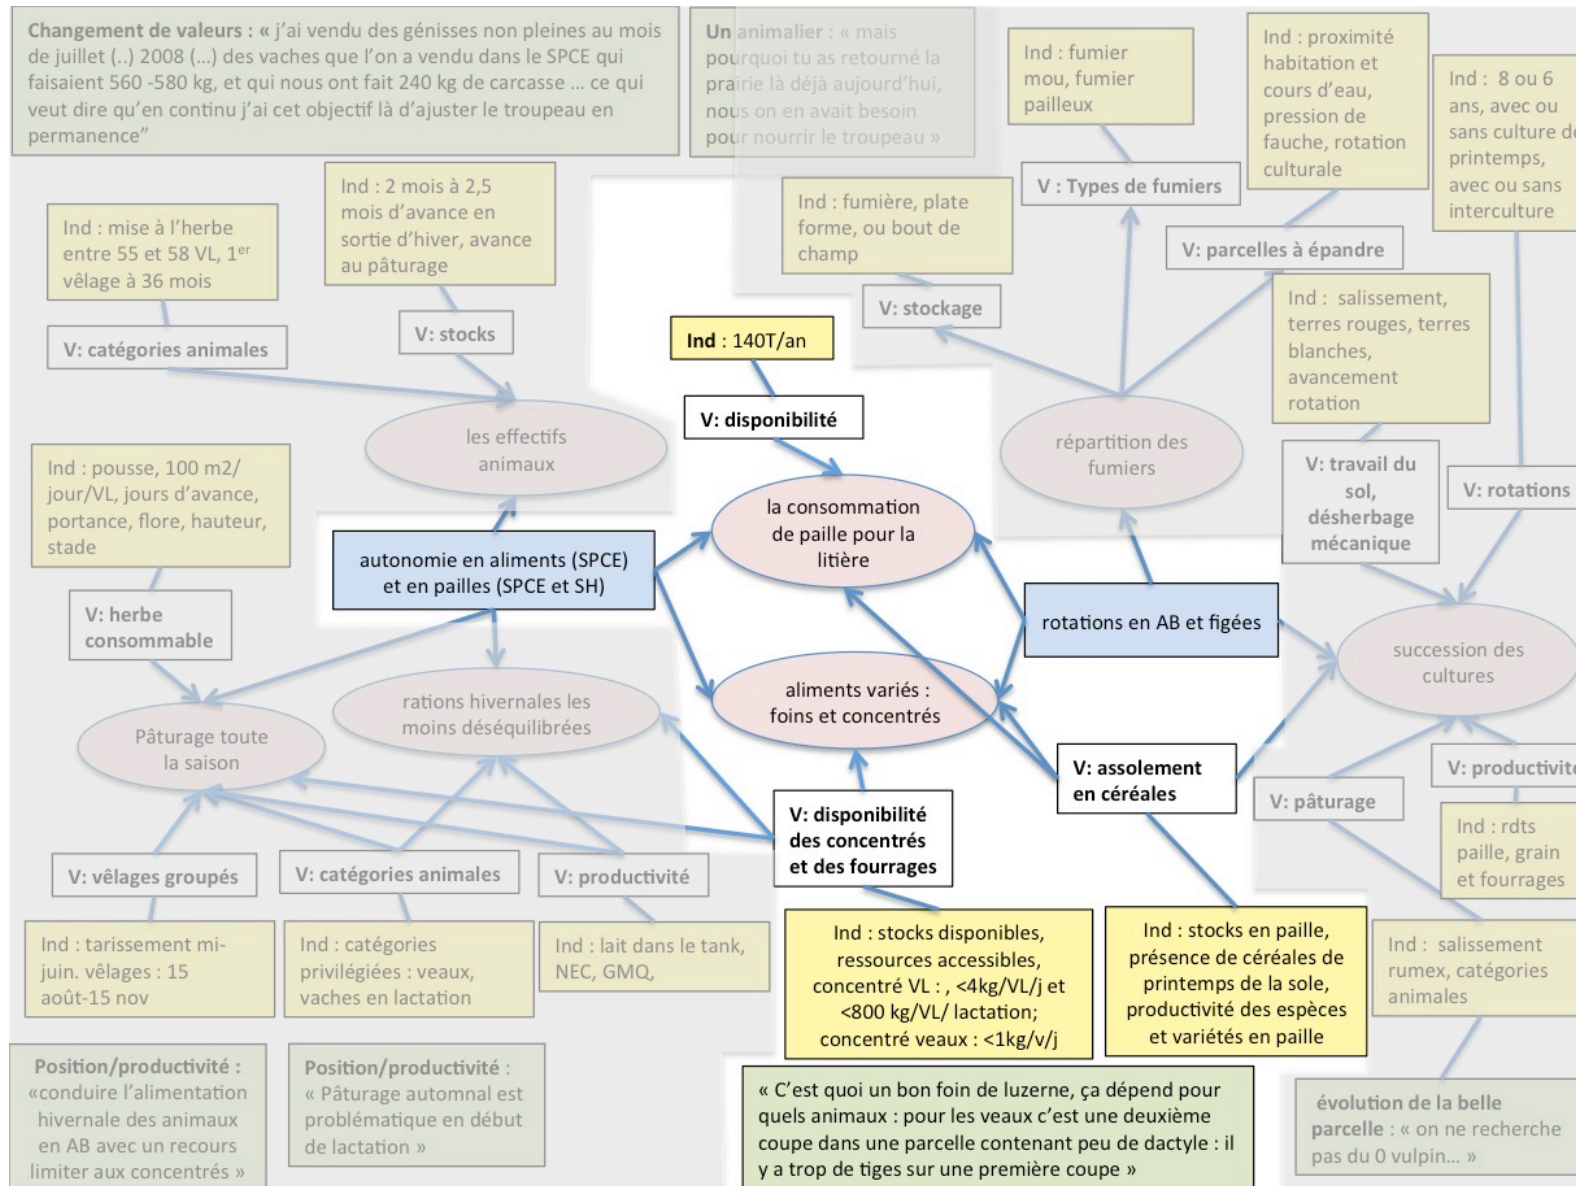 Changement de valeurs : « j'ai vendu des génisses non pleines au mois
de juillet (..) 2008 (...) des vaches que l'on a vendu dans le SPCE qui
faisaient 560 -580 kg, et qui nous ont fait 240 kg de carcasse ... ce qui
veut dire qu'en continu j'ai cet objectif là d'ajuster le troupeau en
permanence”
Un animalier : « mais
pourquoi tu as retourné la
prairie là déjà aujourd'hui,
nous on en avait besoin
pour nourrir le troupeau »
Ind : fumier
mou, fumier
pailleux
Ind : proximité
habitation et
cours d'eau,
pression de
fauche, rotation
culturale
Ind : 8 ou 6
ans, avec ou
sans culture de
printemps,
avec ou sans
interculture
Ind : mise à l'herbe
entre 55 et 58 VL, 1er
vêlage à 36 mois
Ind : 2 mois à 2,5
mois d'avance en
sortie d'hiver, avance
au pâturage
Ind : fumière, plate
forme, ou bout de
champ
V : Types de fumiers
V: parcelles à épandre
V: catégories animales
V: stocks
V: stockage
Ind : 140T/an
Ind : salissement,
terres rouges, terres
blanches,
avancement
rotation
V: disponibilité
les effectifs
animaux
répartition des
fumiers
Ind : pousse, 100 m2/
jour/VL, jours d'avance,
portance, flore, hauteur,
stade
V: travail du
sol,
désherbage
mécanique
V: rotations
la consommation
de paille pour la
litière
autonomie en aliments (SPCE)
et en pailles (SPCE et SH)
rotations en AB et figées
V: herbe
consommable
succession des
cultures
rations hivernales les
moins déséquilibrées
aliments variés :
foins et concentrés
Pâturage toute
la saison
V: assolement
en céréales
V: productivité
V: pâturage
V: disponibilité
des concentrés
et des fourrages
Ind : rdts
paille, grain
et fourrages
V: vêlages groupés
V: catégories animales
V: productivité
Ind : tarissement mi-
juin. vêlages : 15
août-15 nov
Ind : catégories
privilégiées : veaux,
vaches en lactation
Ind : lait dans le tank,
NEC, GMQ,
Ind : stocks disponibles,
ressources accessibles,
concentré VL : , <4kg/VL/j et
<800 kg/VL/ lactation;
concentré veaux : <1kg/v/j
Ind : stocks en paille,
présence de céréales de
printemps de la sole,
productivité des espèces
et variétés en paille
Ind : salissement
rumex, catégories
animales
Position/productivité :
«conduire l'alimentation
hivernale des animaux
en AB avec un recours
limiter aux concentrés »
Position/productivité :
« Pâturage automnal est
problématique en début
de lactation »
« C'est quoi un bon foin de luzerne, ça dépend pour
quels animaux : pour les veaux c'est une deuxième
coupe dans une parcelle contenant peu de dactyle : il
y a trop de tiges sur une première coupe »
évolution de la belle
parcelle : « on ne recherche
pas du 0 vulpin... »